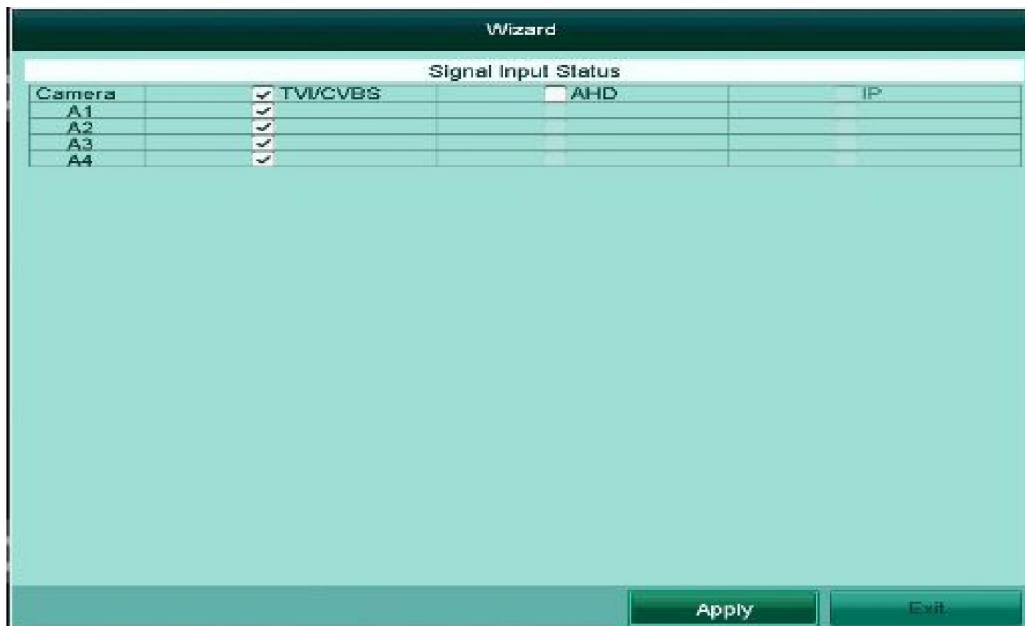 Wizard
Signal Input Status
Camera TVI/CVBS AHD IP
A1
A2
A3
A4
Apply Exit